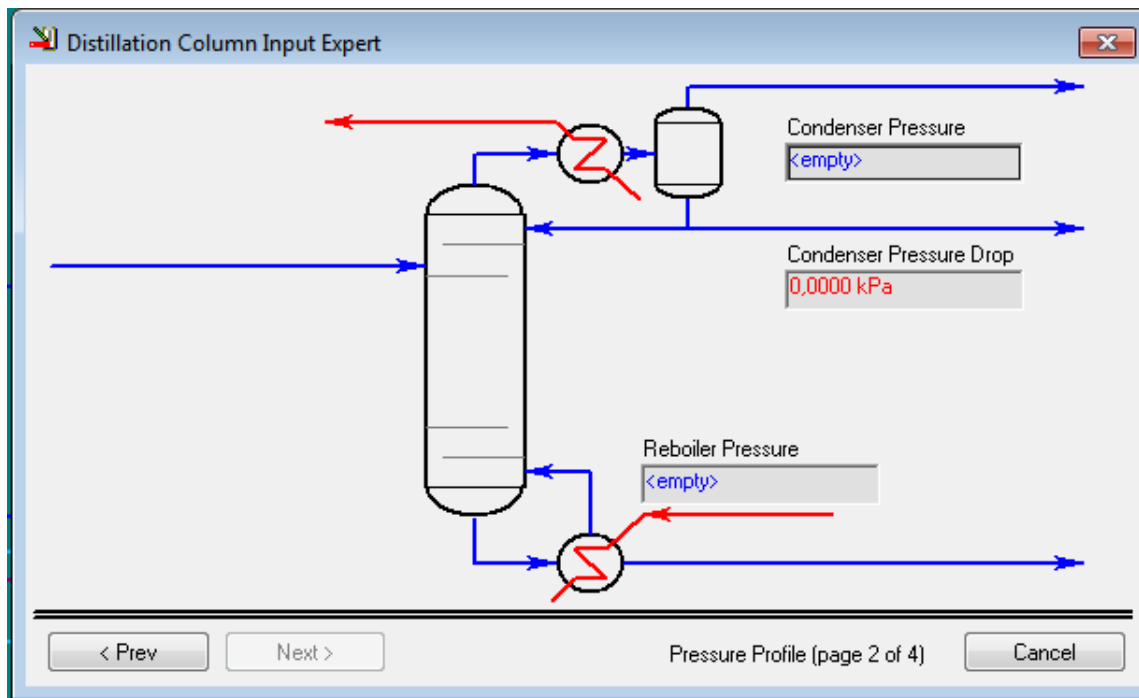 Distillation Column Input Expert
Condenser Pressure
<empty>
Condenser Pressure Drop
0,0000 kPa
Reboiler Pressure
<empty>
< Prev
Next >
Pressure Profile (page 2 of 4)
Cancel